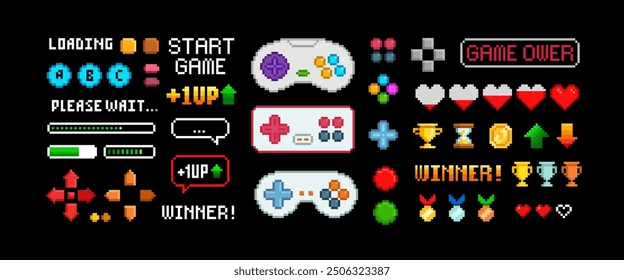 LOADING
A B C
PLEASE WAIT...
START
GAME
+1UP
...
+1UP
WINNER!
GAME OWER
WINNER!
shutterstock.com · 2506323387